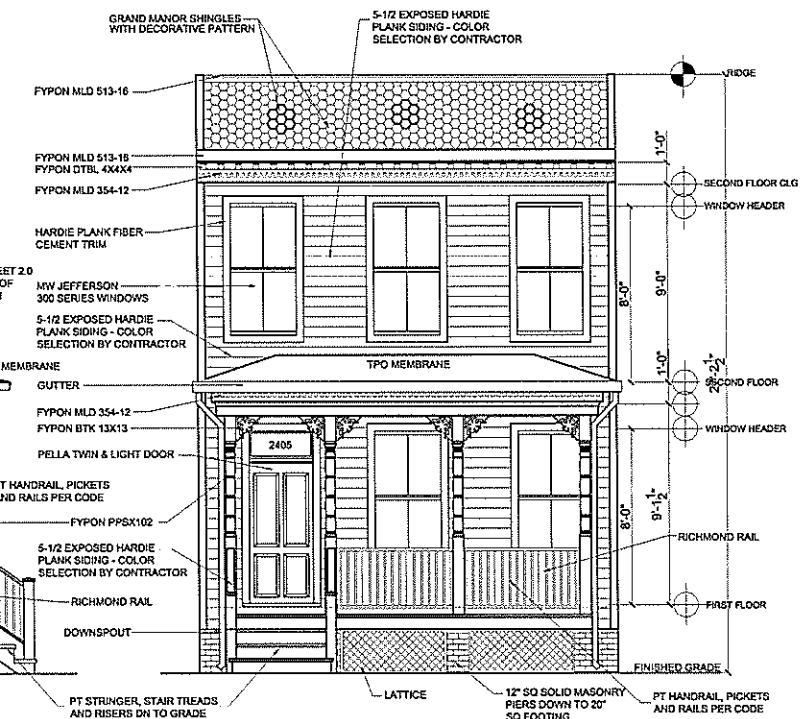 GRAND MANOR SHINGLES
WITH DECORATIVE PATTERN
5-1/2 EXPOSED HARDIE
PLANK SIDING - COLOR
SELECTION BY CONTRACTOR
RIDGE
FYPON MLD 513-16
FYPON MLD 513-16
FYPON DTBL 4X4X4
FYPON MLD 354-12
1'-0"
SECOND FLOOR CLG
WINDOW HEADER
HARDIE PLANK FIBER
CEMENT TRIM
EET 2.0
OF
MW JEFFERSON
300 SERIES WINDOWS
8'-0"
9'-0"
5-1/2 EXPOSED HARDIE
PLANK SIDING - COLOR
SELECTION BY CONTRACTOR
MEMBRANE
TPO MEMBRANE
1'-0"
GUTTER
SECOND FLOOR
FYPON MLD 354-12
FYPON BTK 13X13
WINDOW HEADER
2405
PELLA TWIN & LIGHT DOOR
T HANDRAIL, PICKETS
AND RAILS PER CODE
8'-0"
9'-1 1/2"
FYPON PPSX102
RICHMOND RAIL
5-1/2 EXPOSED HARDIE
PLANK SIDING - COLOR
SELECTION BY CONTRACTOR
RICHMOND RAIL
FIRST FLOOR
DOWNSPOUT
FINISHED GRADE
PT STRINGER, STAIR TREADS
AND RISERS DN TO GRADE
LATTICE
12" SQ SOLID MASONRY
PIERS DOWN TO 20"
SQ FOOTING
PT HANDRAIL, PICKETS
AND RAILS PER CODE